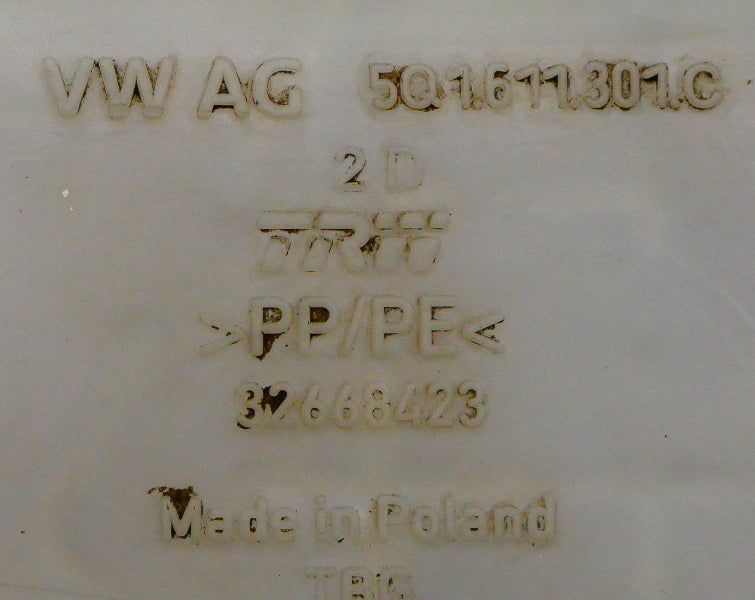 VW AG 5Q1.611.301.C
2 D
TRW
>PP/PE<
32668423
Made in Poland